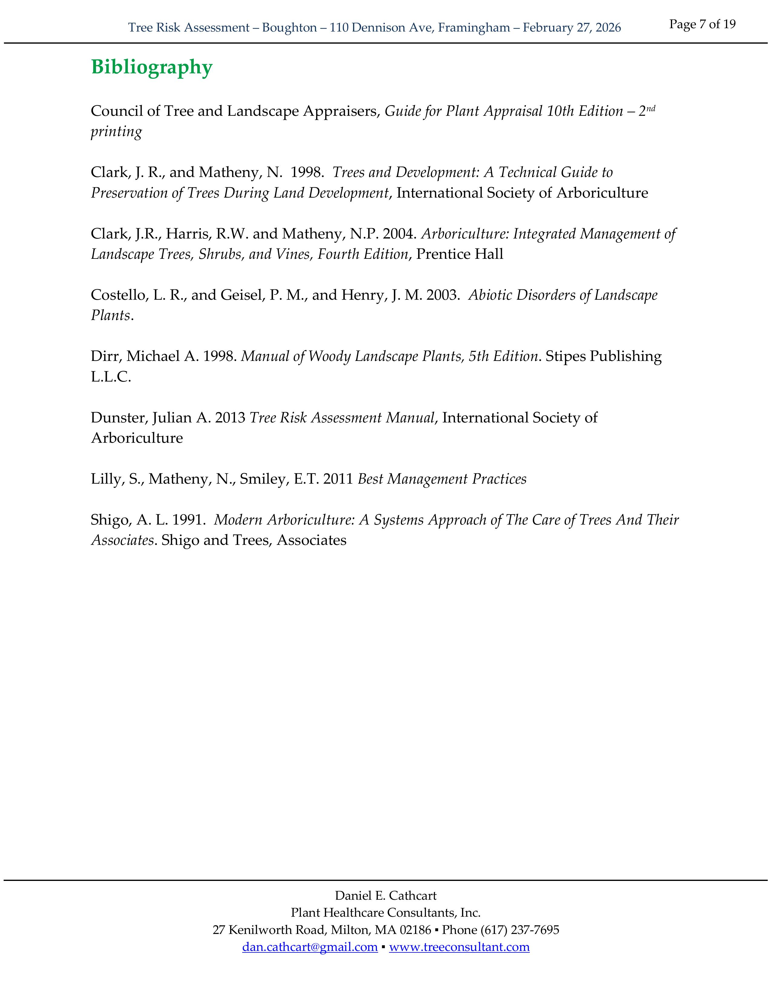 Tree Risk Assessment – Boughton – 110 Dennison Ave, Framingham – February 27, 2026
Page 7 of 19
Bibliography
Council of Tree and Landscape Appraisers, Guide for Plant Appraisal 10th Edition – 2nd
printing
Clark, J. R., and Matheny, N.  1998.  Trees and Development: A Technical Guide to
Preservation of Trees During Land Development, International Society of Arboriculture
Clark, J.R., Harris, R.W. and Matheny, N.P. 2004. Arboriculture: Integrated Management of
Landscape Trees, Shrubs, and Vines, Fourth Edition, Prentice Hall
Costello, L. R., and Geisel, P. M., and Henry, J. M. 2003.  Abiotic Disorders of Landscape
Plants.
Dirr, Michael A. 1998. Manual of Woody Landscape Plants, 5th Edition. Stipes Publishing
L.L.C.
Dunster, Julian A. 2013 Tree Risk Assessment Manual, International Society of
Arboriculture
Lilly, S., Matheny, N., Smiley, E.T. 2011 Best Management Practices
Shigo, A. L. 1991.  Modern Arboriculture: A Systems Approach of The Care of Trees And Their
Associates. Shigo and Trees, Associates
Daniel E. Cathcart
Plant Healthcare Consultants, Inc.
27 Kenilworth Road, Milton, MA 02186 ▪ Phone (617) 237-7695
dan.cathcart@gmail.com ▪ www.treeconsultant.com